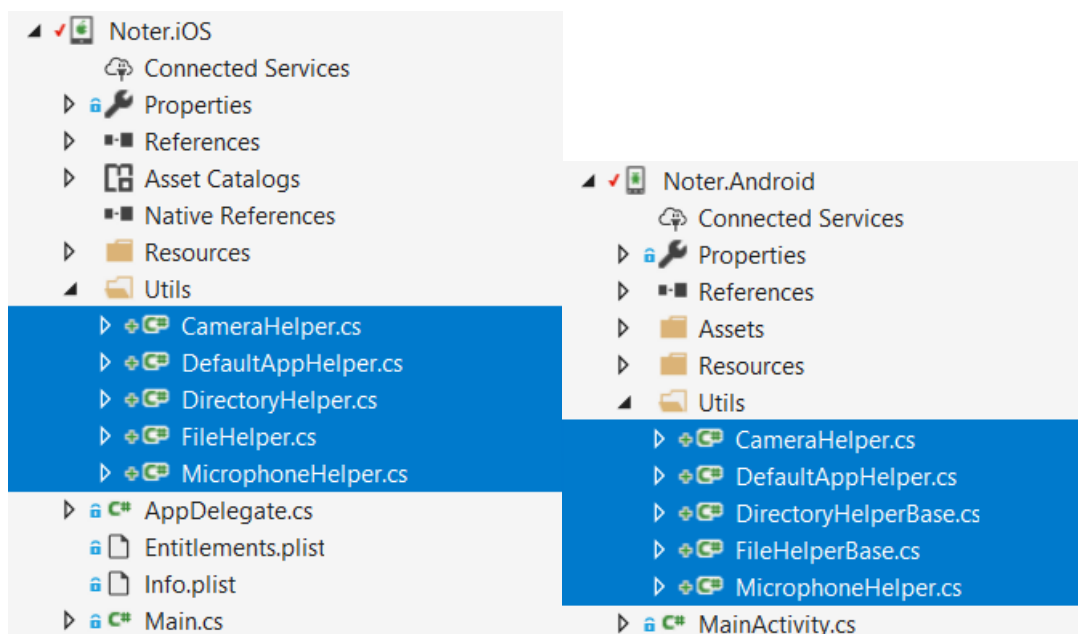 Noter.iOS
Connected Services
Properties
References
Asset Catalogs
Native References
Resources
Utils
C# CameraHelper.cs
C# DefaultAppHelper.cs
C# DirectoryHelper.cs
C# FileHelper.cs
C# MicrophoneHelper.cs
C# AppDelegate.cs
Entitlements.plist
Info.plist
C# Main.cs
Noter.Android
Connected Services
Properties
References
Assets
Resources
Utils
C# CameraHelper.cs
C# DefaultAppHelper.cs
C# DirectoryHelperBase.cs
C# FileHelperBase.cs
C# MicrophoneHelper.cs
C# MainActivity.cs